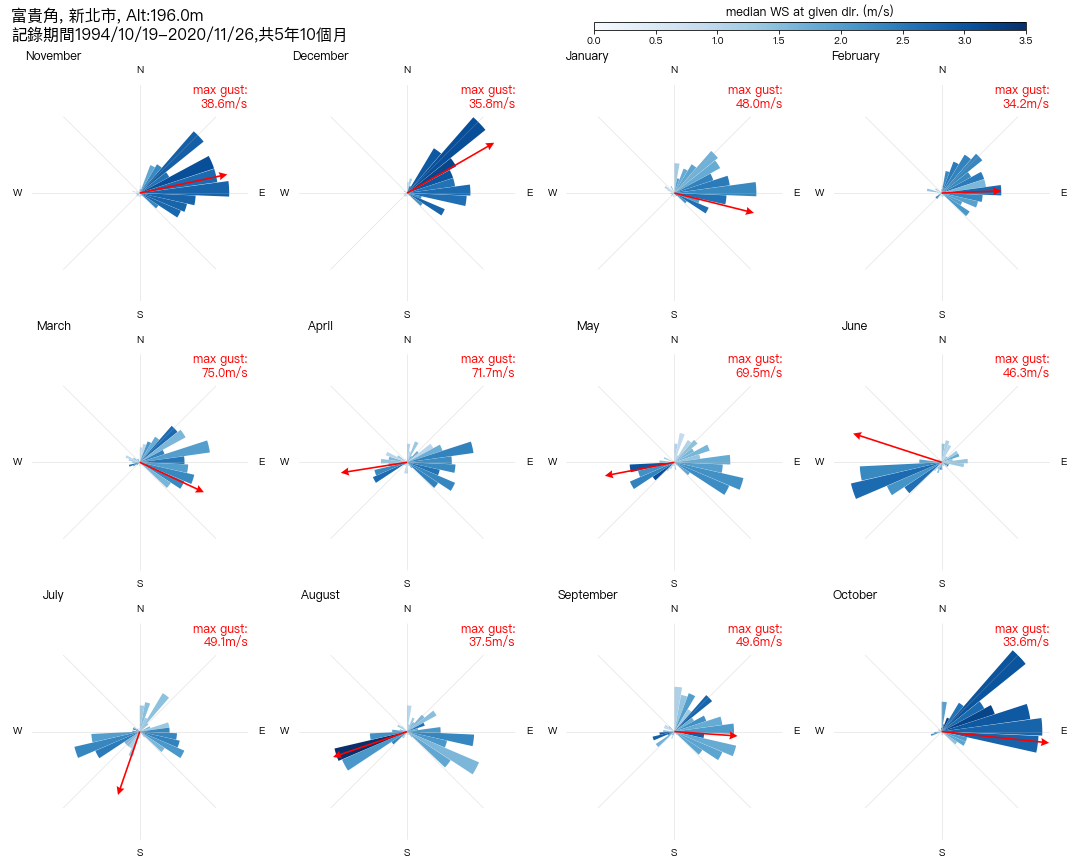 富貴角, 新北市, Alt:196.0m
記錄期間1994/10/19−2020/11/26,共5年10個月
median WS at given dir. (m/s)
0.0 0.5 1.0 1.5 2.0 2.5 3.0 3.5
November
N
max gust:
38.6m/s
W
E
S
December
N
max gust:
35.8m/s
W
E
January
N
max gust:
48.0m/s
W
E
February
N
max gust:
34.2m/s
W
E
March
N
max gust:
75.0m/s
W
E
S
April
N
max gust:
71.7m/s
W
E
S
S
May
N
max gust:
69.5m/s
W
E
S
S
June
N
max gust:
46.3m/s
W
E
S
S
July
N
max gust:
49.1m/s
W
E
S
August
N
max gust:
37.5m/s
W
E
S
September
N
max gust:
49.6m/s
W
E
S
October
N
max gust:
33.6m/s
W
E
S